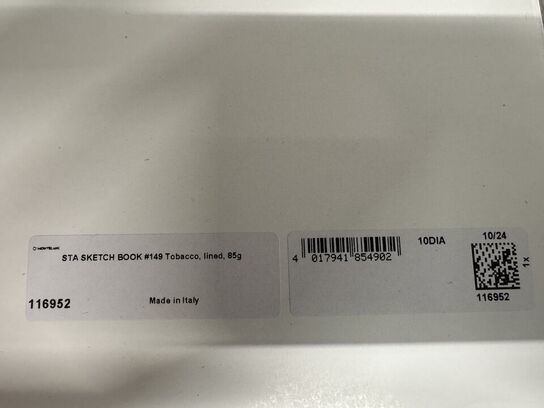 MONTBLANC
STA SKETCH BOOK #149 Tobacco, lined, 85g
116952
Made in Italy
4 017941 854902
10DIA
10/24
1x
116952